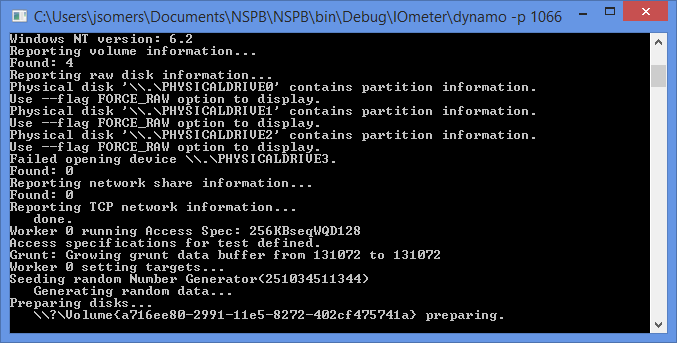 C:\Users\jsomers\Documents\NSPB\NSPB\bin\Debug\IOmeter\dynamo -p 1066
Windows NT version: 6.2
Reporting volume information...
Found: 4
Reporting raw disk information...
Physical disk '\\.\PHYSICALDRIVE0' contains partition information.
Use --flag FORCE_RAW option to display.
Physical disk '\\.\PHYSICALDRIVE1' contains partition information.
Use --flag FORCE_RAW option to display.
Physical disk '\\.\PHYSICALDRIVE2' contains partition information.
Use --flag FORCE_RAW option to display.
Failed opening device \\.\PHYSICALDRIVE3.
Found: 0
Reporting network share information...
Found: 0
Reporting TCP network information...
   done.
Worker 0 running Access Spec: 256KBseqWQD128
Access specifications for test defined.
Grunt: Growing grunt data buffer from 131072 to 131072
Worker 0 setting targets...
Seeding random Number Generator(251034511344)
   Generating random data...
Preparing disks...
   \\?\Volume{a716ee80-2991-11e5-8272-402cf475741a} preparing.